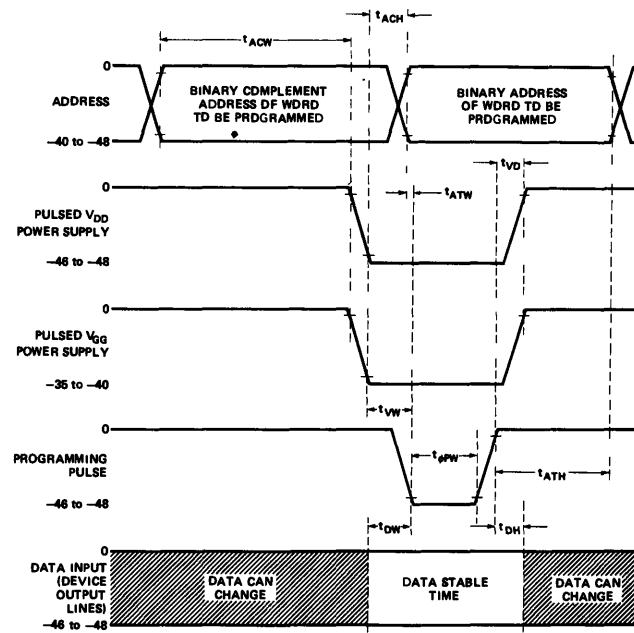 tACH
tACW
0
ADDRESS
-40 to -48
BINARY CDMPLEMENT
ADDRESS DF WDRD
TD BE PRDGRAMMED
BINARY ADDRESS
OF WDRD TD BE
PRDGRAMMED
tVD
tATW
0
PULSED VDD
POWER SUPPLY
-46 to -48
0
PULSED VGG
POWER SUPPLY
-35 to -40
tVW
0
PROGRAMMING
PULSE
-46 to -48
tøPW
tATH
tDW
tDH
0
DATA INPUT
(DEVICE
OUTPUT
LINES)
-46 to -48
DATA CAN
CHANGE
DATA STABLE
TIME
DATA CAN
CHANGE